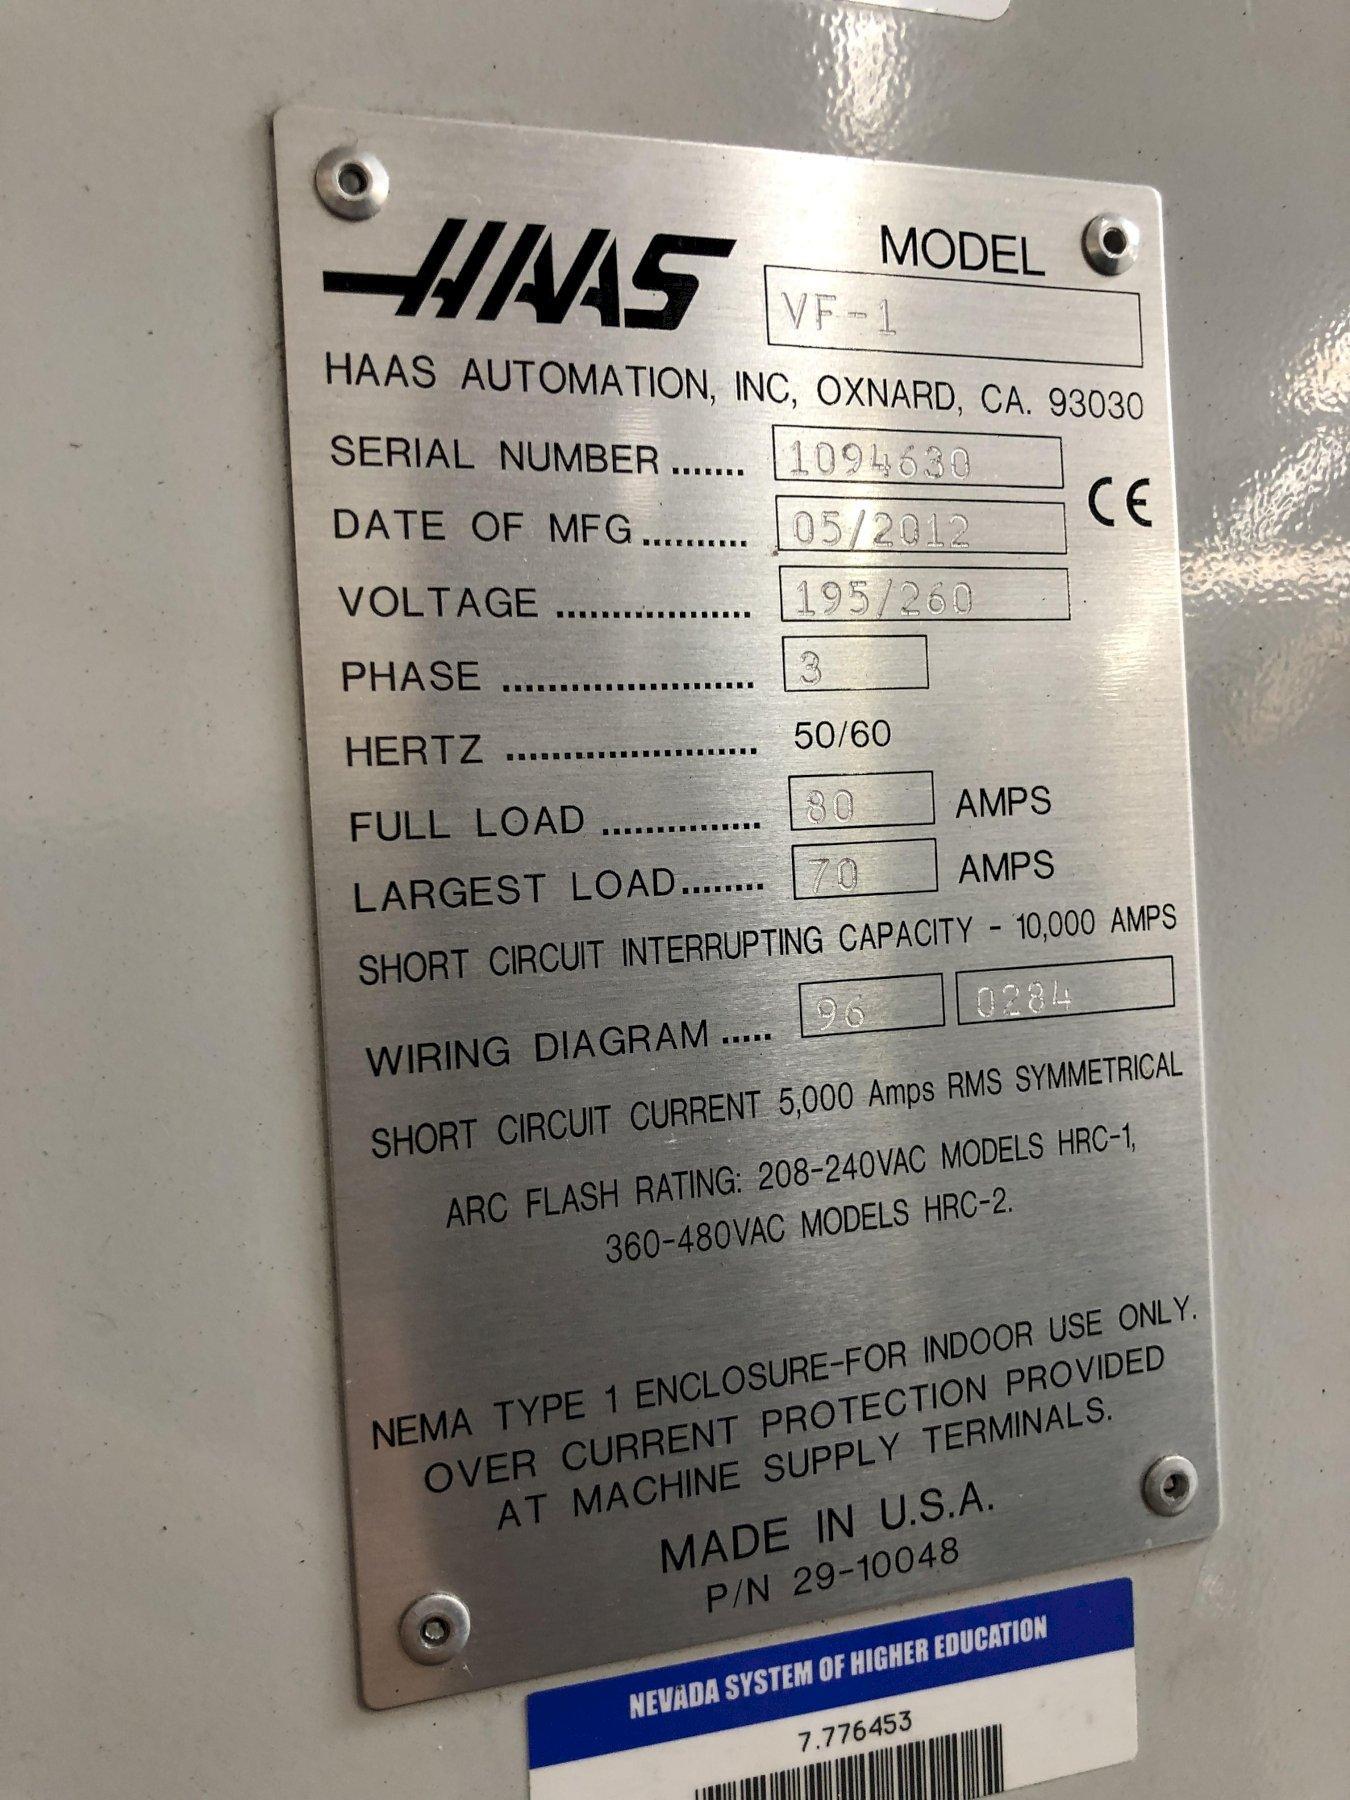 HAAS MODEL
VF-1
HAAS AUTOMATION, INC, OXNARD, CA. 93030
SERIAL NUMBER ....... 1094630
CE
DATE OF MFG.......... 05/2012
VOLTAGE .................. 195/260
PHASE ....................... 3
HERTZ ....................... 50/60
FULL LOAD ............... 80 AMPS
LARGEST LOAD........ 70 AMPS
SHORT CIRCUIT INTERRUPTING CAPACITY - 10,000 AMPS
WIRING DIAGRAM ..... 96 0284
SHORT CIRCUIT CURRENT 5,000 Amps RMS SYMMETRICAL
ARC FLASH RATING: 208-240VAC MODELS HRC-1,
360-480VAC MODELS HRC-2.
NEMA TYPE 1 ENCLOSURE-FOR INDOOR USE ONLY.
OVER CURRENT PROTECTION PROVIDED
AT MACHINE SUPPLY TERMINALS.
MADE IN U.S.A.
P/N 29-10048
NEVADA SYSTEM OF HIGHER EDUCATION
7.776453